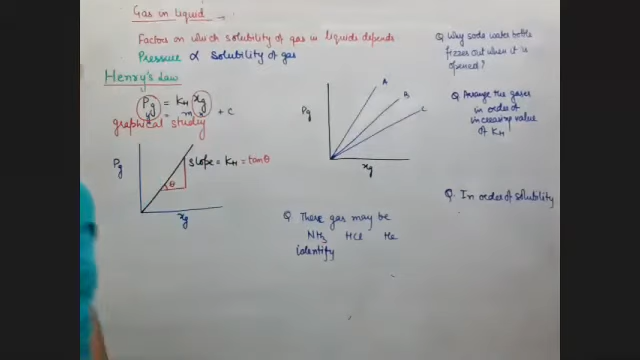 Gas in liquid
Factors on which solubility of gas in liquids depends
Pressure ∝ Solubility of gas
Henry's Law
Pg = KH xg
y = m x + c
graphical study
Pg
slope = KH = tanθ
θ
xg
Pg
A
B
C
xg
Q These gas may be
NH3 HCl He
identify
Q Why soda water bottle
freezes out when it is
opened?
Q Arrange the gases
in order of
increasing value
of KH
Q. In order of solubility